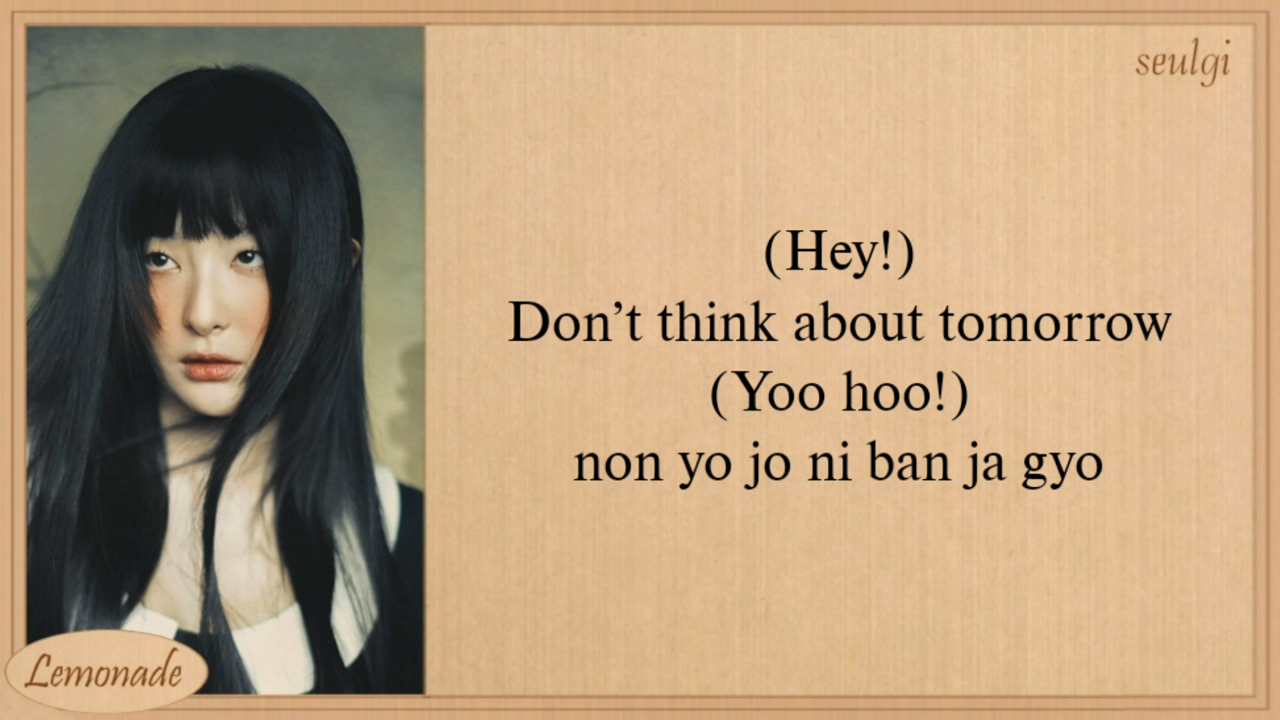 seulgi
(Hey!)
Don't think about tomorrow
(Yoo hoo!)
non yo jo ni ban ja gyo
Lemonade